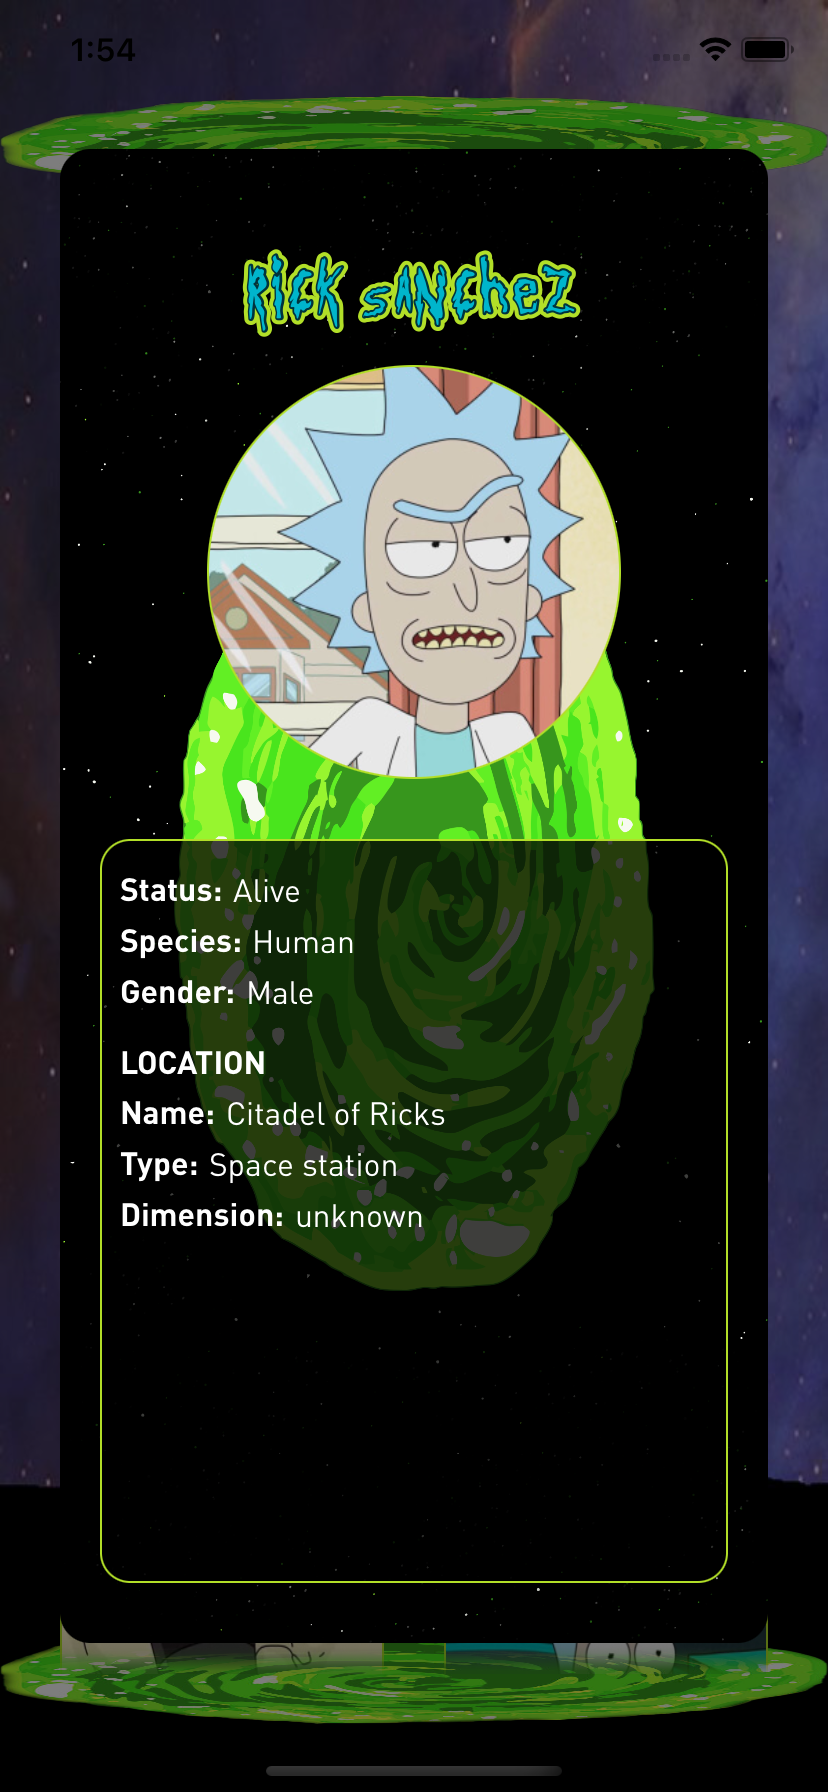 1:54
Rick Sanchez
Status: Alive
Species: Human
Gender: Male
LOCATION
Name: Citadel of Ricks
Type: Space station
Dimension: unknown